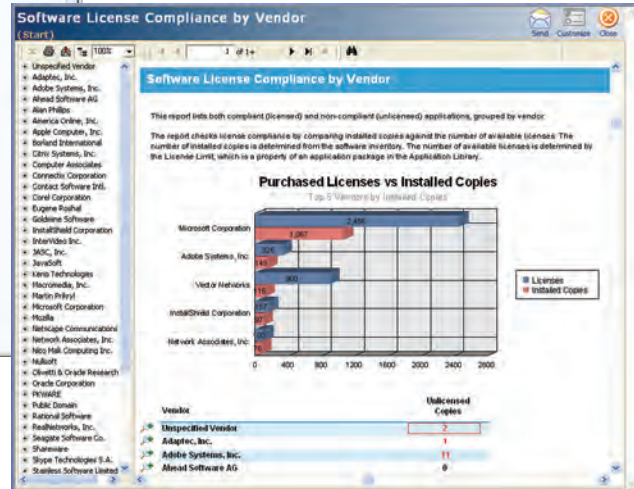 Software License Compliance by Vendor
(Start)
Send Customize Close
100%
1 of 1+
Unspecified Vendor
Adaptec, Inc.
Adobe Systems, Inc.
Ahead Software AG
Alan Phillips
America Online, Inc.
Apple Computer, Inc.
Borland International
Citrix Systems, Inc.
Computer Associates
Connectix Corporation
Contact Software Intl.
Corel Corporation
Eugene Roshal
Goldmine Software
InstallShield Corporation
InterVideo Inc.
JASC, Inc.
JavaSoft
Keno Technologies
Macromedia, Inc.
Martin Prikryl
Microsoft Corporation
Mozilla
Netscape Communications
Network Associates, Inc.
Nico Mak Computing Inc.
Nullsoft
Olivetti & Oracle Research
Oracle Corporation
PKWARE
Public Domain
Rational Software
RealNetworks, Inc.
Seagate Software Co.
Shareware
Skype Technologies S.A.
Stainless Software Limited
Software License Compliance by Vendor
This report lists both compliant (licensed) and non-compliant (unlicensed) applications, grouped by vendor.
The report checks license compliance by comparing installed copies against the number of available licenses. The
number of installed copies is determined from the software inventory. The number of available licenses is determined by
the License Limit, which is a property of an application package in the Application Library.
Purchased Licenses vs Installed Copies
Top 5 Vendors by Installed Copies
Microsoft Corporation
1,067
Adobe Systems, Inc.
326
Vector Networks
900
116
InstallShield Corporation
Network Associates, Inc.
0 400 800 1200 1600 2000 2400 2800
Licenses
Installed Copies
Vendor Unlicensed Copies
Unspecified Vendor 2
Adaptec, Inc. 1
Adobe Systems, Inc. 11
Ahead Software AG 0